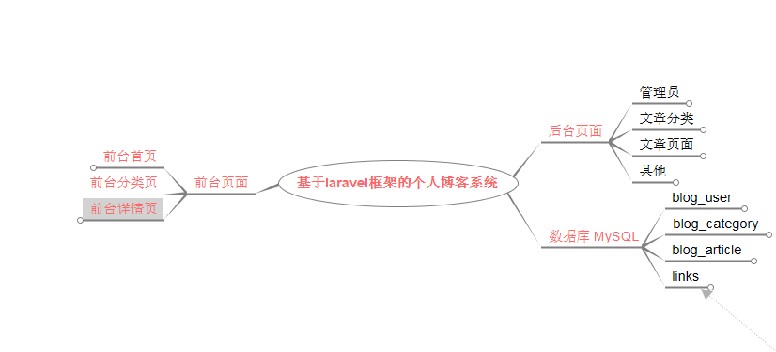 基于laravel框架的个人博客系统
前台页面
前台首页
前台分类页
前台详情页
后台页面
管理员
文章分类
文章页面
其他
数据库 MySQL
blog_user
blog_category
blog_article
links